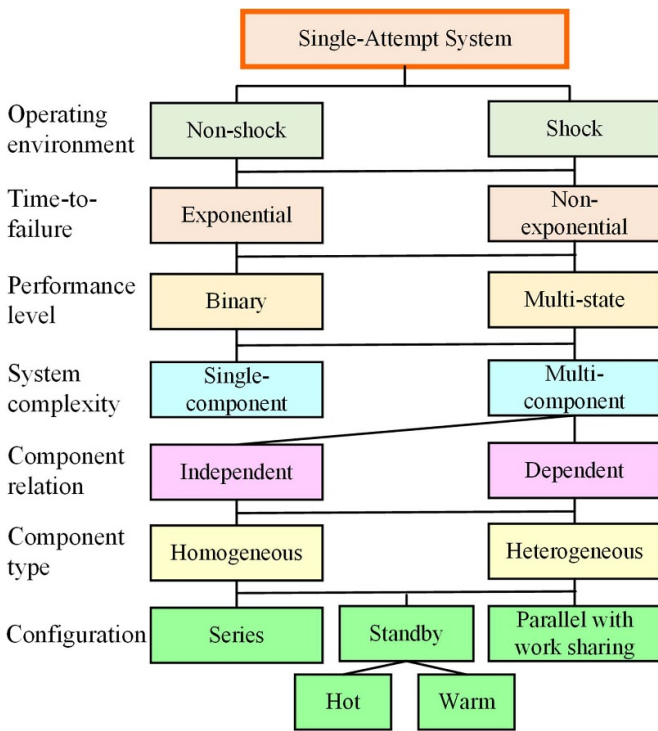 Single-Attempt System
Operating
environment
Non-shock
Shock
Time-to-
failure
Exponential
Non-
exponential
Performance
level
Binary
Multi-state
System
complexity
Single-
component
Multi-
component
Component
relation
Independent
Dependent
Component
type
Homogeneous
Heterogeneous
Configuration
Series
Standby
Parallel with
work sharing
Hot
Warm